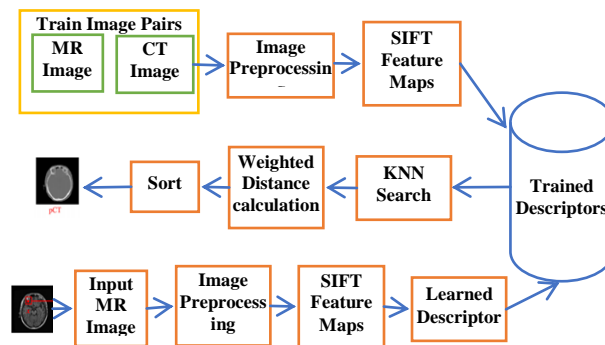 Train Image Pairs
MR
Image
CT
Image
Image
Preprocessin
SIFT
Feature
Maps
pCT
Sort
Weighted
Distance
calculation
KNN
Search
Trained
Descriptors
Input
MR
Image
Image
Preprocess
ing
SIFT
Feature
Maps
Learned
Descriptor